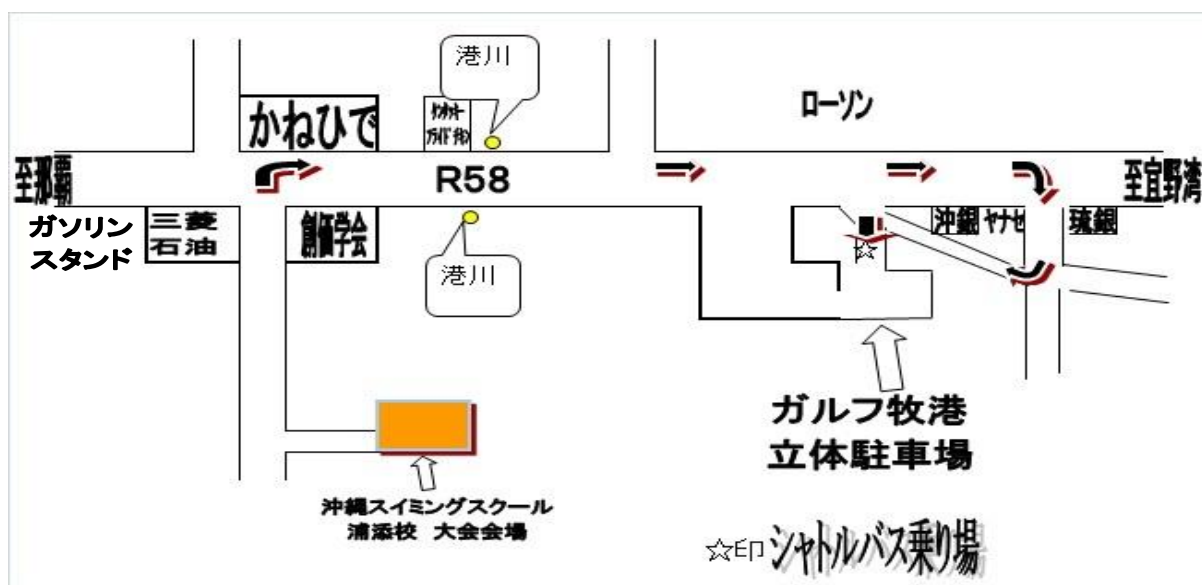 港川
かねひで
ローソン
至那覇
R58
至宜野湾
ガソリン
スタンド
三菱
石油
創価学会
沖銀
ヤナセ
琉銀
港川
ガルフ牧港
立体駐車場
沖縄スイミングスクール
浦添校 大会会場
☆印 シャトルバス乗り場